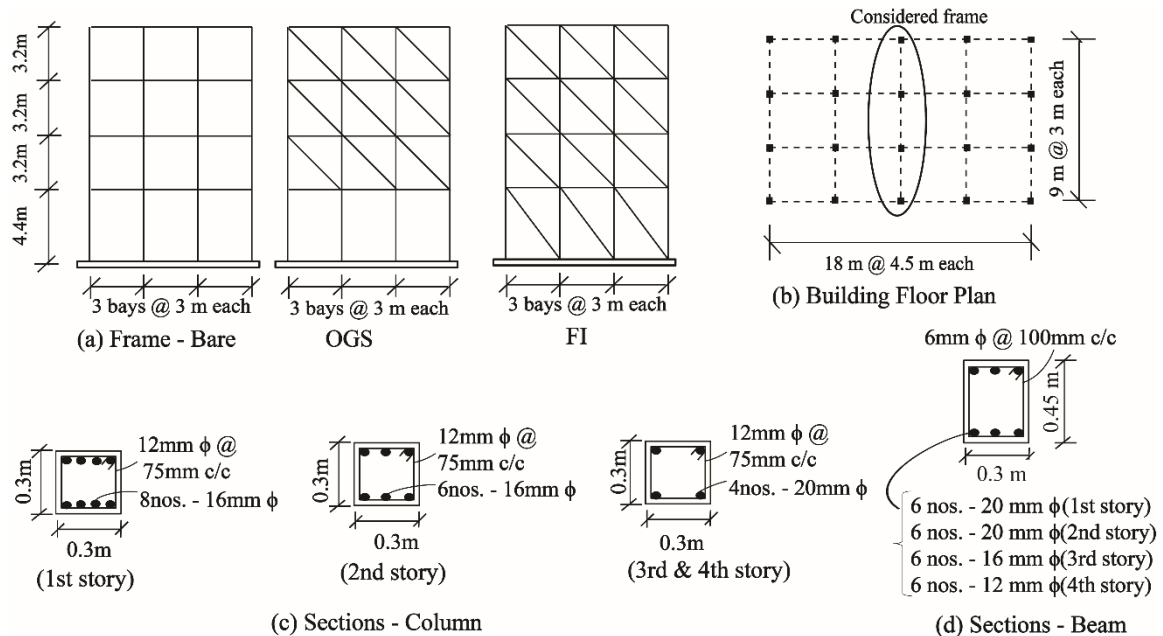 3.2m
3.2m
3.2m
4.4m
3 bays @ 3 m each
3 bays @ 3 m each
3 bays @ 3 m each
(a) Frame - Bare
OGS
FI
Considered frame
9 m @ 3 m each
18 m @ 4.5 m each
(b) Building Floor Plan
0.3m
12mm ϕ @
75mm c/c
8nos. - 16mm ϕ
0.3m
(1st story)
0.3m
12mm ϕ @
75mm c/c
6nos. - 16mm ϕ
0.3m
(2nd story)
0.3m
12mm ϕ @
75mm c/c
4nos. - 20mm ϕ
0.3m
(3rd & 4th story)
(c) Sections - Column
6mm ϕ @ 100mm c/c
0.45 m
0.3 m
6 nos. - 20 mm ϕ(1st story)
6 nos. - 20 mm ϕ(2nd story)
6 nos. - 16 mm ϕ(3rd story)
6 nos. - 12 mm ϕ(4th story)
(d) Sections - Beam